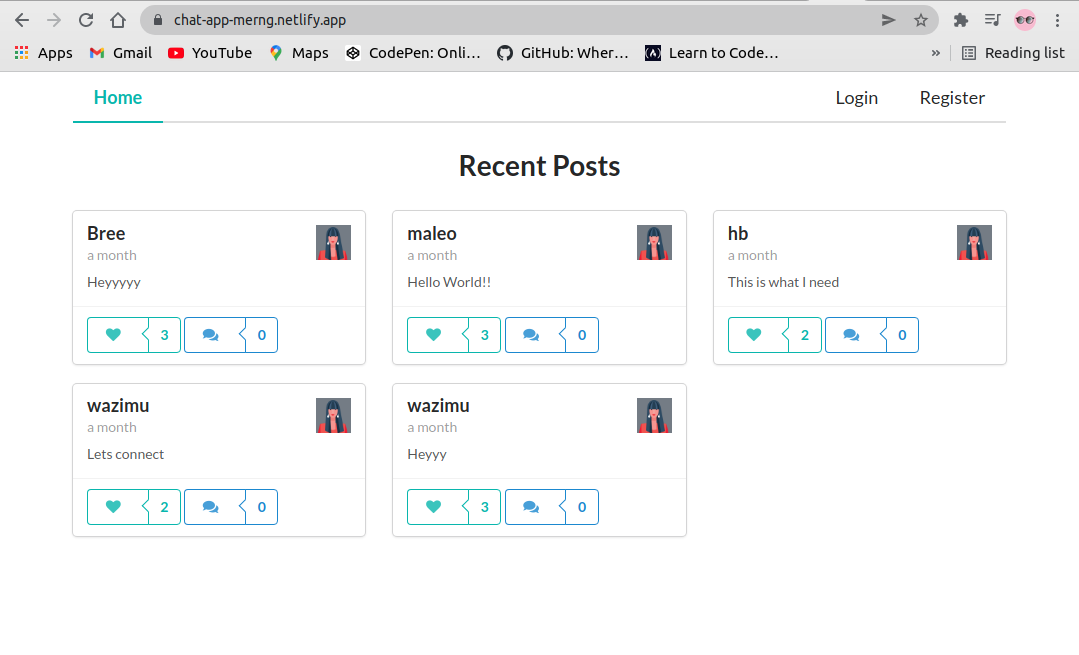 chat-app-merng.netlify.app
Apps Gmail YouTube Maps CodePen: Onli... GitHub: Wher... Learn to Code... » Reading list
Home Login Register
Recent Posts
Bree
a month
Heyyyyy
3 0
maleo
a month
Hello World!!
3 0
hb
a month
This is what I need
2 0
wazimu
a month
Lets connect
2 0
wazimu
a month
Heyyy
3 0